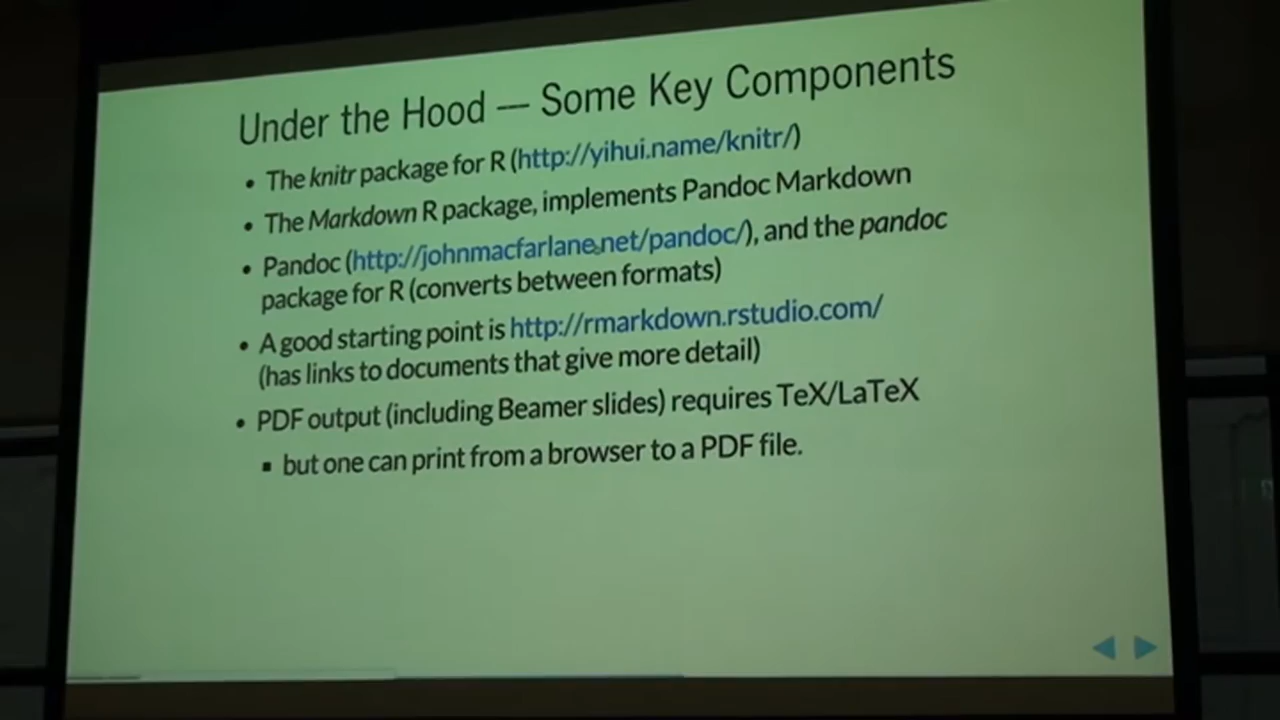 Under the Hood — Some Key Components
• The knitr package for R (http://yihui.name/knitr/)
• The Markdown R package, implements Pandoc Markdown
• Pandoc (http://johnmacfarlane.net/pandoc/), and the pandoc
package for R (converts between formats)
• A good starting point is http://rmarkdown.rstudio.com/
(has links to documents that give more detail)
• PDF output (including Beamer slides) requires TeX/LaTeX
▪ but one can print from a browser to a PDF file.